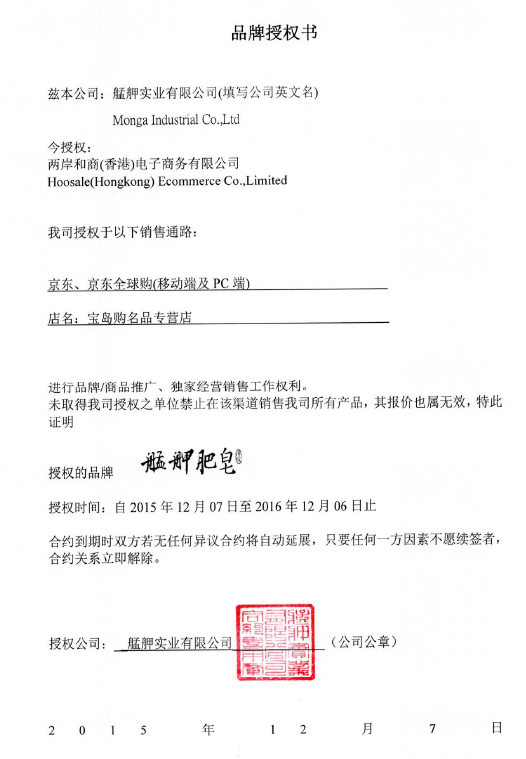 品牌授权书
兹本公司：艋舺实业有限公司(填写公司英文名)
Monga Industrial Co.,Ltd
今授权：
两岸和商(香港)电子商务有限公司
Hoosale(Hongkong) Ecommerce Co.,Limited
我司授权于以下销售通路：
京东、京东全球购(移动端及 PC 端)
店名：宝岛购名品专营店
进行品牌/商品推广、独家经营销售工作权利。
未取得我司授权之单位禁止在该渠道销售我司所有产品，其报价也属无效，特此
证明
授权的品牌 艋舺肥皂
授权时间：自 2015 年 12 月 07 日至 2016 年 12 月 06 日止
合约到期时双方若无任何异议合约将自动延展，只要任何一方因素不愿续签者，
合约关系立即解除。
授权公司： 艋舺实业有限公司 （公司公章）
2 0 1 5 年 1 2 月 7 日